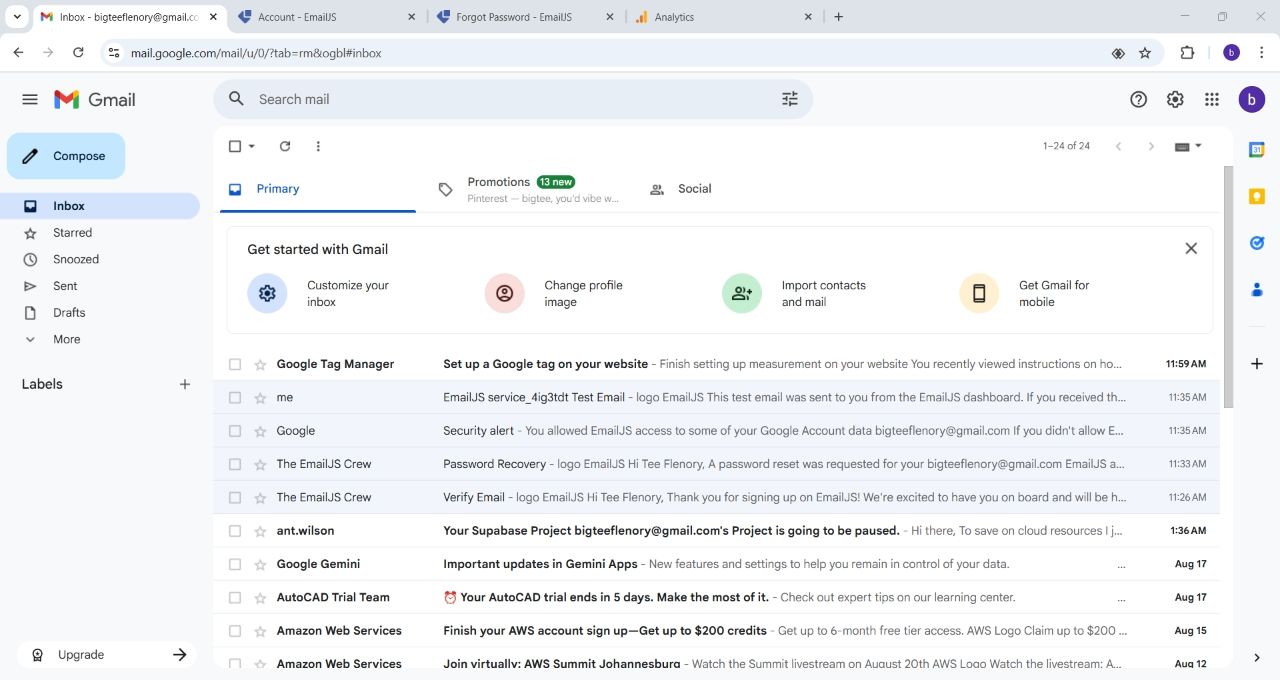 Inbox - bigteeflenory@gmail.co
Account - EmailJS
Forgot Password - EmailJS
Analytics
mail.google.com/mail/u/0/?tab=rm&ogbl#inbox
b
Gmail
Search mail
b
Compose
1–24 of 24
31
Inbox
Starred
Snoozed
Sent
Drafts
More
Labels
Upgrade
Primary
Promotions 13 new
Pinterest — bigtee, you'd vibe w...
Social
Get started with Gmail
Customize your
inbox
Change profile
image
Import contacts
and mail
Get Gmail for
mobile
Google Tag Manager Set up a Google tag on your website - Finish setting up measurement on your website You recently viewed instructions on ho... 11:59 AM
me EmailJS service_4ig3tdt Test Email - logo EmailJS This test email was sent to you from the EmailJS dashboard. If you received th... 11:35 AM
Google Security alert - You allowed EmailJS access to some of your Google Account data bigteeflenory@gmail.com If you didn't allow E... 11:35 AM
The EmailJS Crew Password Recovery - logo EmailJS Hi Tee Flenory, A password reset was requested for your bigteeflenory@gmail.com EmailJS a... 11:33 AM
The EmailJS Crew Verify Email - logo EmailJS Hi Tee Flenory, Thank you for signing up on EmailJS! We're excited to have you on board and will be h... 11:26 AM
ant.wilson Your Supabase Project bigteeflenory@gmail.com's Project is going to be paused. - Hi there, To save on cloud resources I j... 1:36 AM
Google Gemini Important updates in Gemini Apps - New features and settings to help you remain in control of your data. ... Aug 17
AutoCAD Trial Team ⏰ Your AutoCAD trial ends in 5 days. Make the most of it. - Check out expert tips on our learning center. ... Aug 17
Amazon Web Services Finish your AWS account sign up—Get up to $200 credits - Get up to 6-month free tier access. AWS Logo Claim up to $200 ... Aug 15
Amazon Web Services Join virtually: AWS Summit Johannesburg - Watch the Summit livestream on August 20th AWS Logo Watch the livestream: A... Aug 12